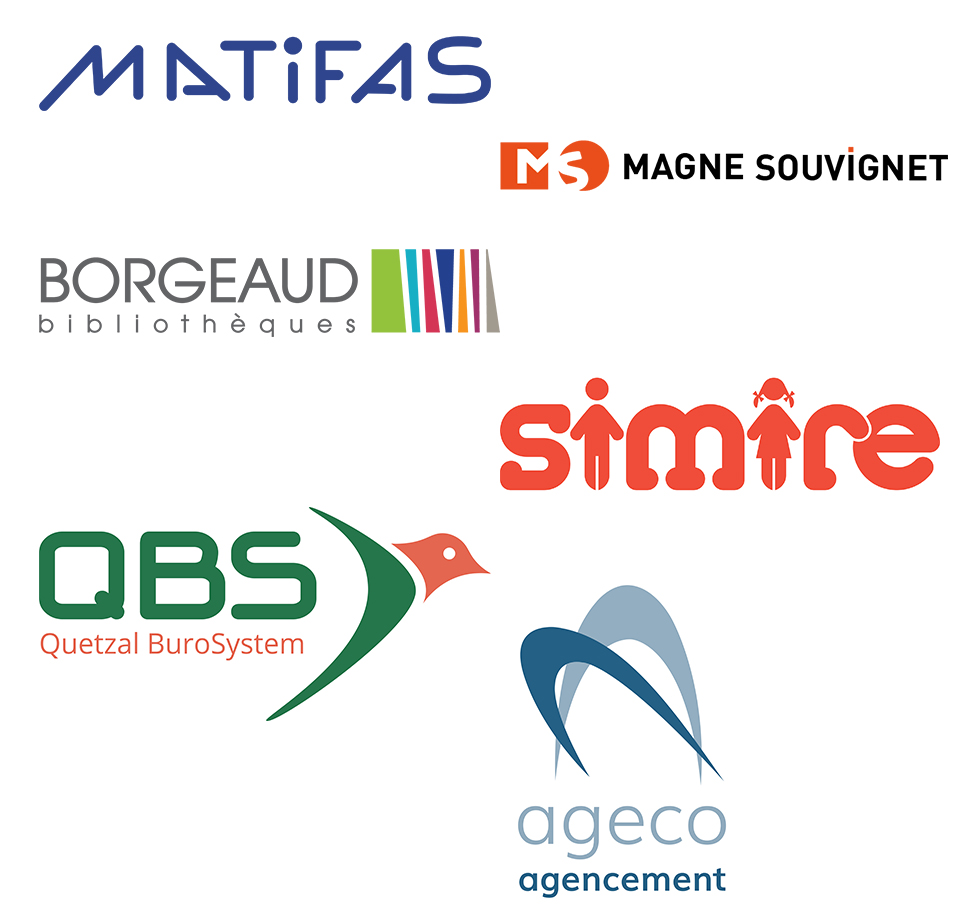 MATiFAS
MS MAGNE SOUViGNET
BORGEAUD
bibliothèques
simire
QBS
Quetzal BuroSystem
ageco
agencement